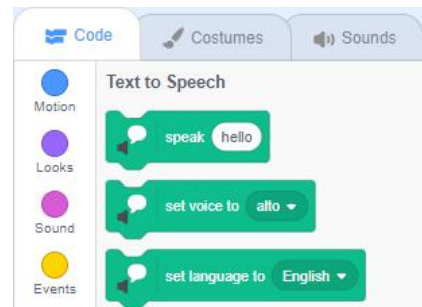 Code Costumes Sounds
Motion
Looks
Sound
Events
Text to Speech
speak hello
set voice to alto
set language to English